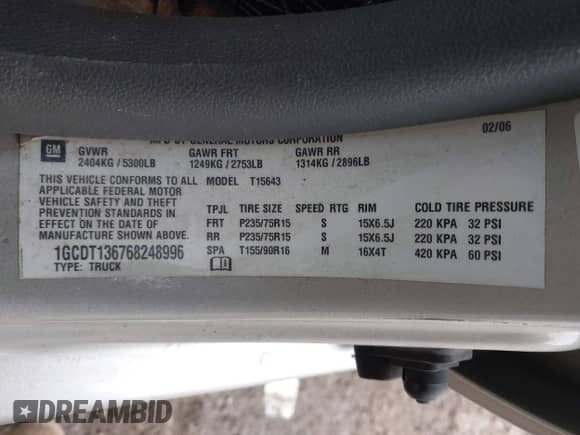 MFD BY GENERAL MOTORS CORPORATION
02/06
GM
GVWR GAWR FRT GAWR RR
2404KG / 5300LB 1249KG / 2753LB 1314KG / 2896LB
THIS VEHICLE CONFORMS TO ALL MODEL T15643
APPLICABLE FEDERAL MOTOR
VEHICLE SAFETY AND THEFT
PREVENTION STANDARDS IN
EFFECT ON THE DATE OF
MANUFACTURE SHOWN ABOVE.
1GCDT136768248996
TYPE: TRUCK
TPJL TIRE SIZE SPEED RTG RIM COLD TIRE PRESSURE
FRT P235/75R15 S 15X6.5J 220 KPA 32 PSI
RR P235/75R15 S 15X6.5J 220 KPA 32 PSI
SPA T155/90R16 M 16X4T 420 KPA 60 PSI
DREAMBID